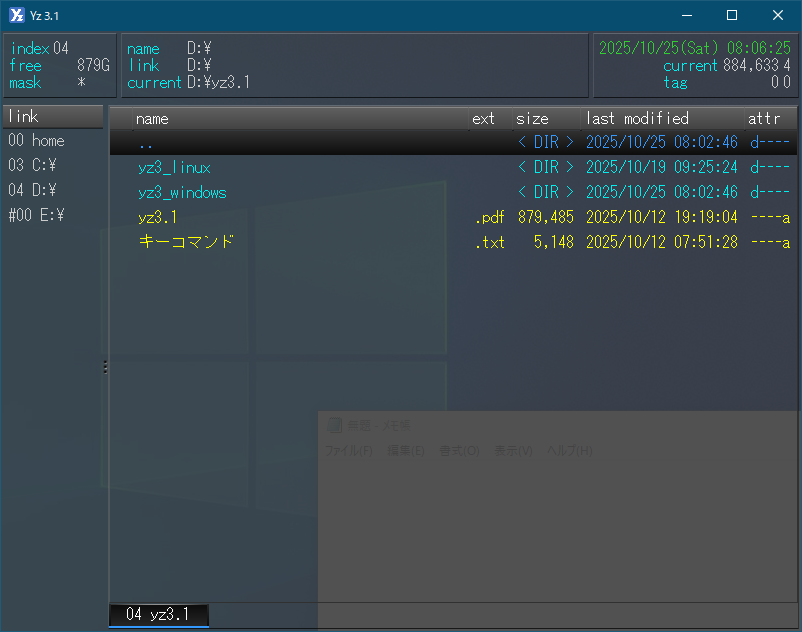 Yz 3.1
index 04
free 879G
mask *
name D:¥
link D:¥
current D:¥yz3.1
2025/10/25(Sat) 08:06:25
current 884,633 4
tag 0 0
link
00 home
03 C:¥
04 D:¥
#00 E:¥
name ext size last modified attr
.. < DIR > 2025/10/25 08:02:46 d----
yz3_linux < DIR > 2025/10/19 09:25:24 d----
yz3_windows < DIR > 2025/10/25 08:02:46 d----
yz3.1 .pdf 879,485 2025/10/12 19:19:04 ----a
キーコマンド .txt 5,148 2025/10/12 07:51:28 ----a
無題 - メモ帳
ファイル(F) 編集(E) 書式(O) 表示(V) ヘルプ(H)
04 yz3.1